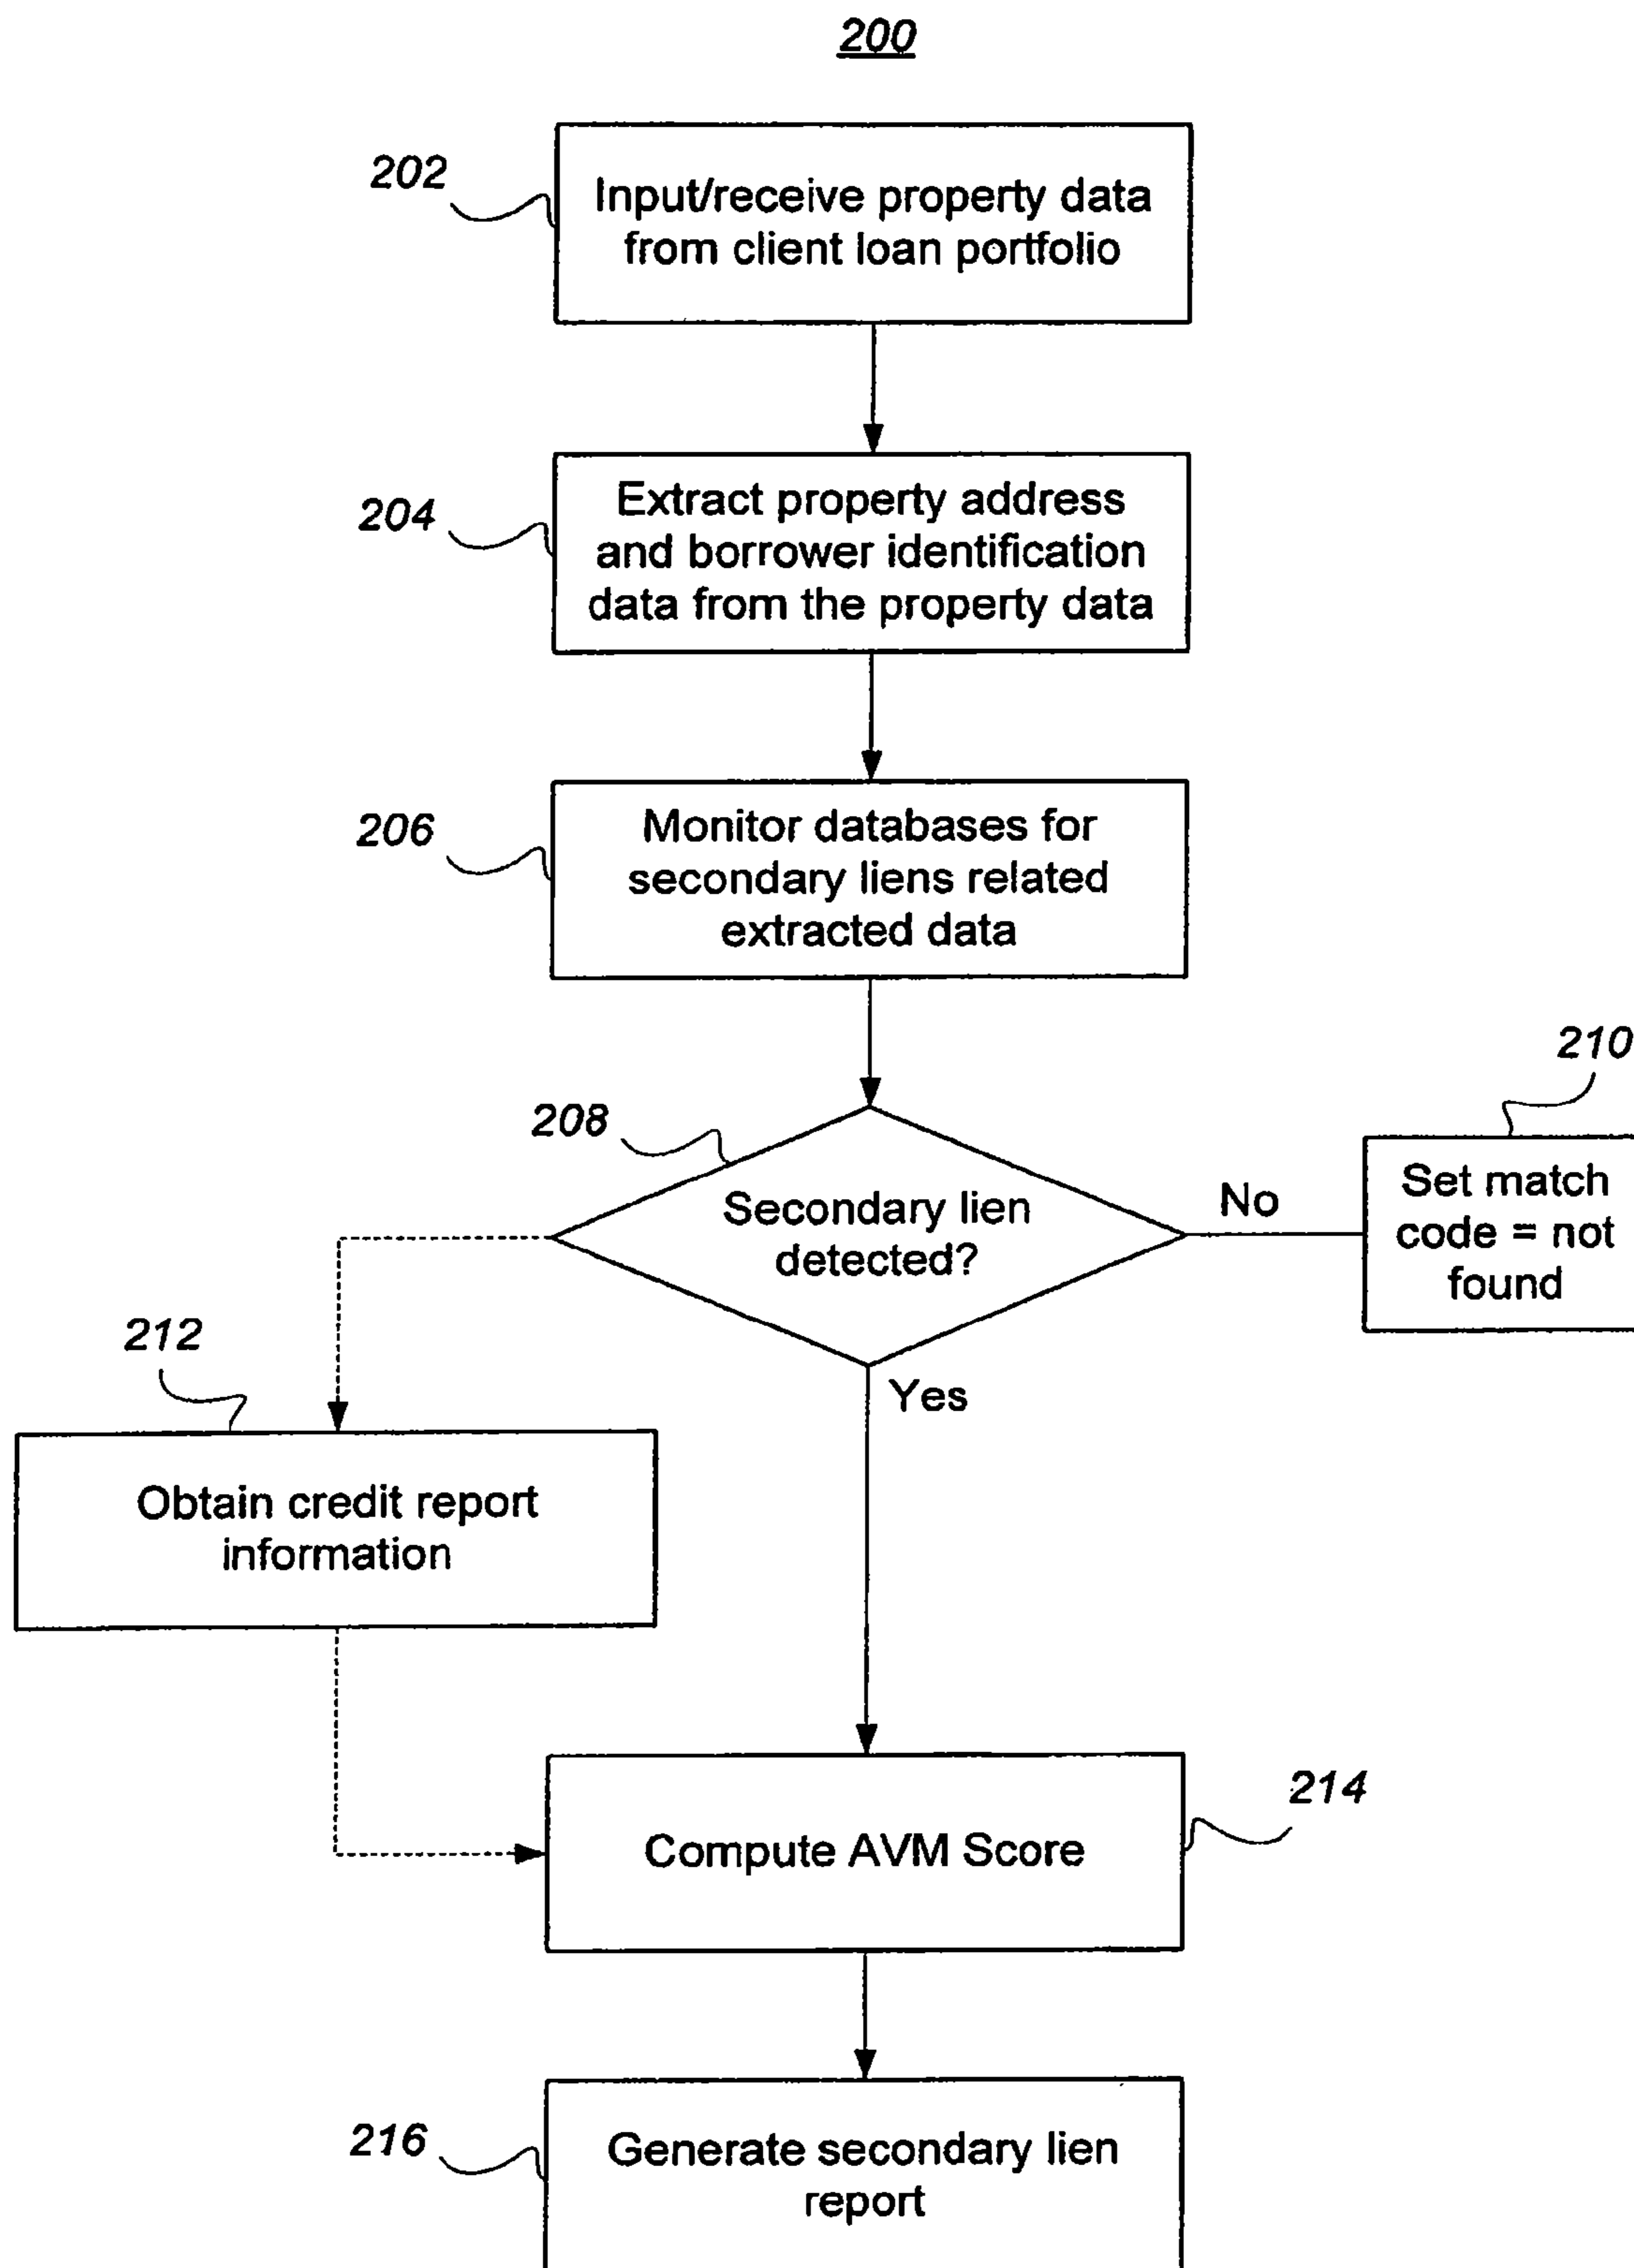 200
202
Input/receive property data
from client loan portfolio
204
Extract property address
and borrower identification
data from the property data
206
Monitor databases for
secondary liens related
extracted data
208
Secondary lien
detected?
No
210
Set match
code = not
found
Yes
212
Obtain credit report
information
214
Compute AVM Score
216
Generate secondary lien
report